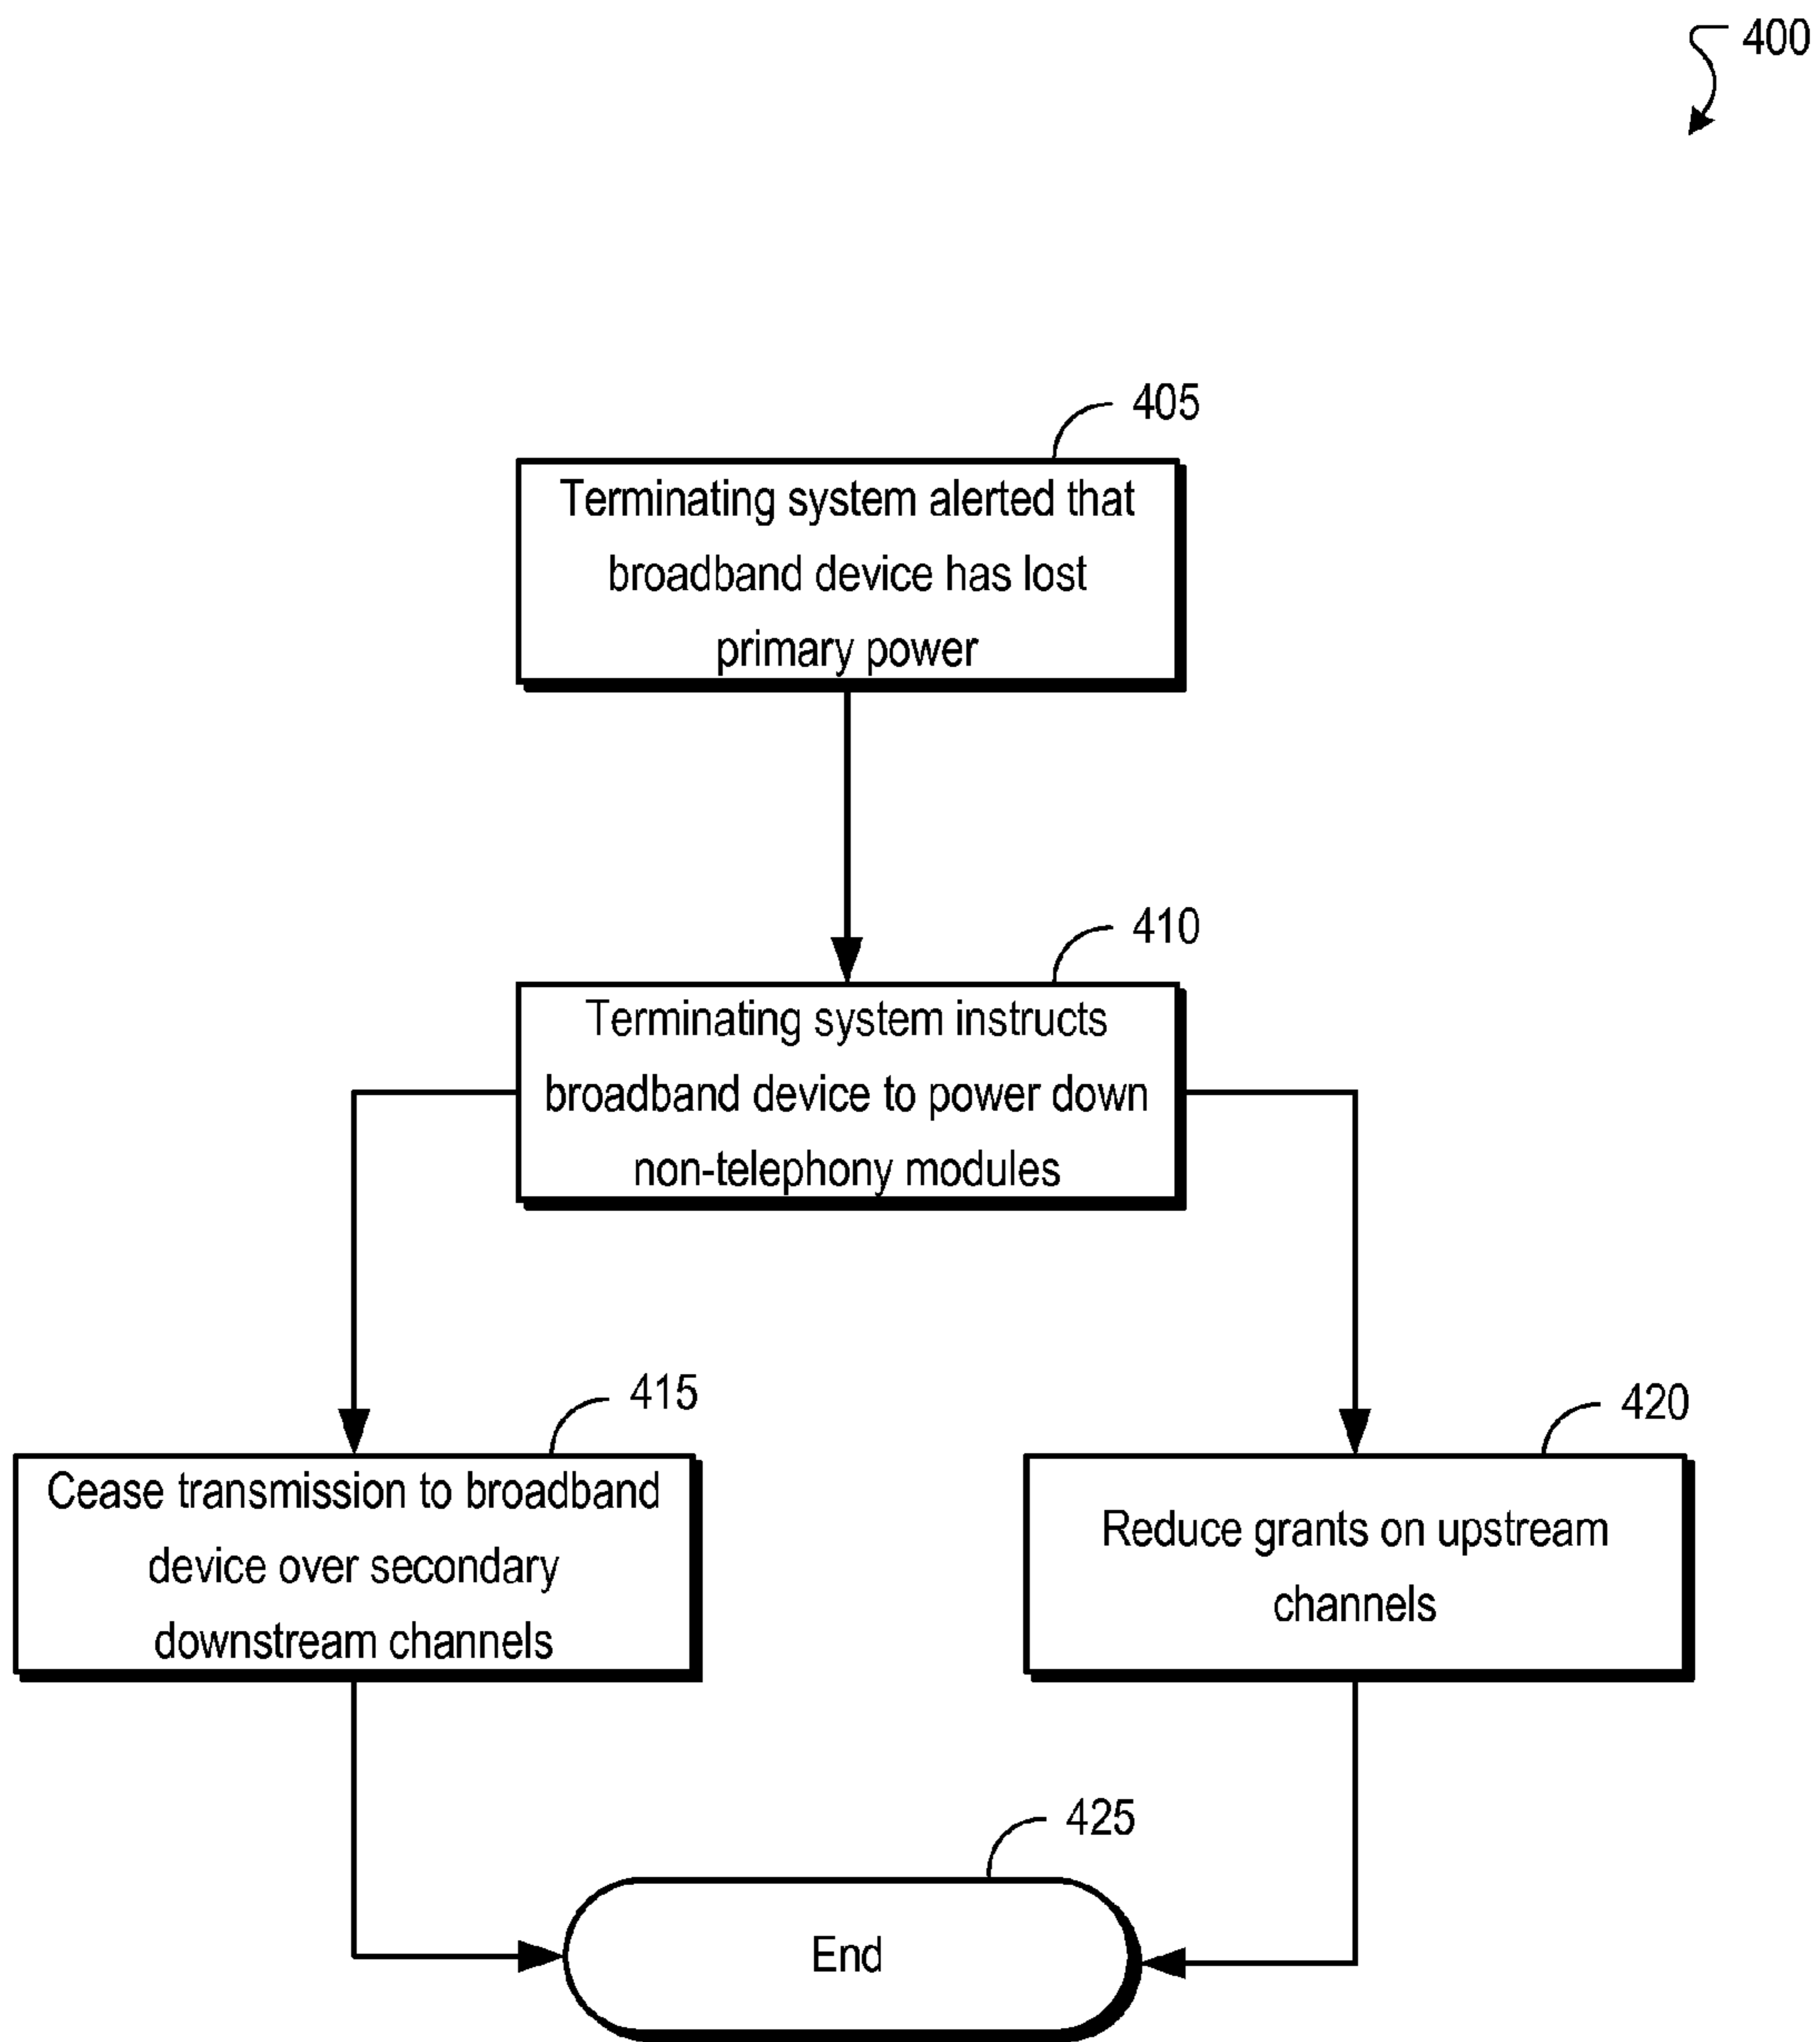 400
405
Terminating system alerted that
broadband device has lost
primary power
410
Terminating system instructs
broadband device to power down
non-telephony modules
415
Cease transmission to broadband
device over secondary
downstream channels
420
Reduce grants on upstream
channels
425
End